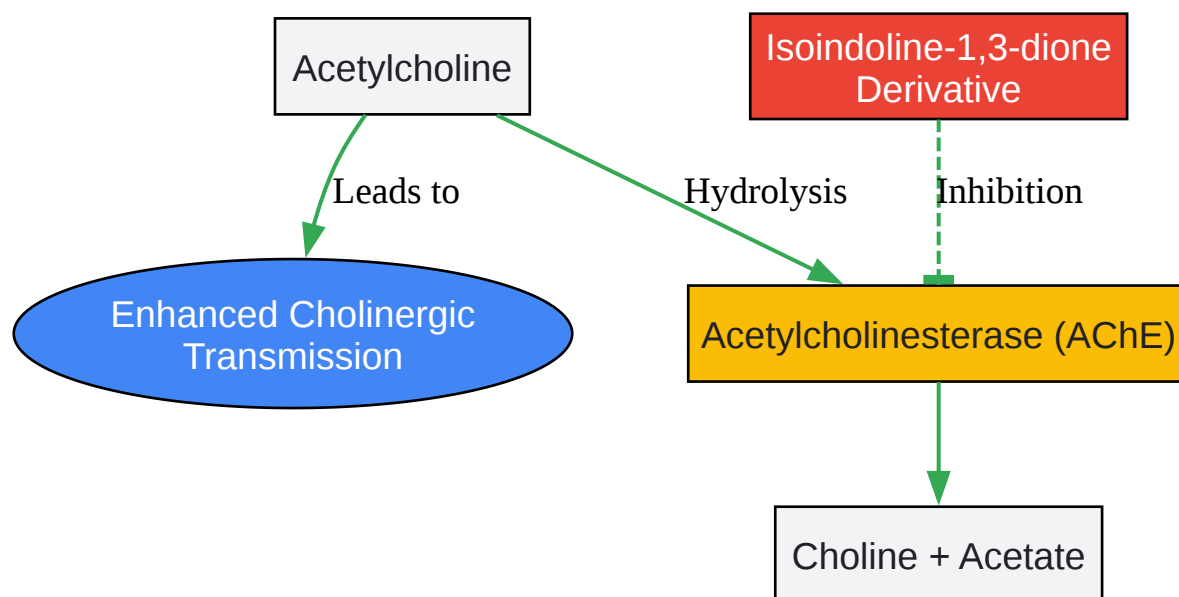 Acetylcholine
Isoindoline-1,3-dione
Derivative
Leads to
Hydrolysis
Inhibition
Enhanced Cholinergic
Transmission
Acetylcholinesterase (AChE)
Choline + Acetate